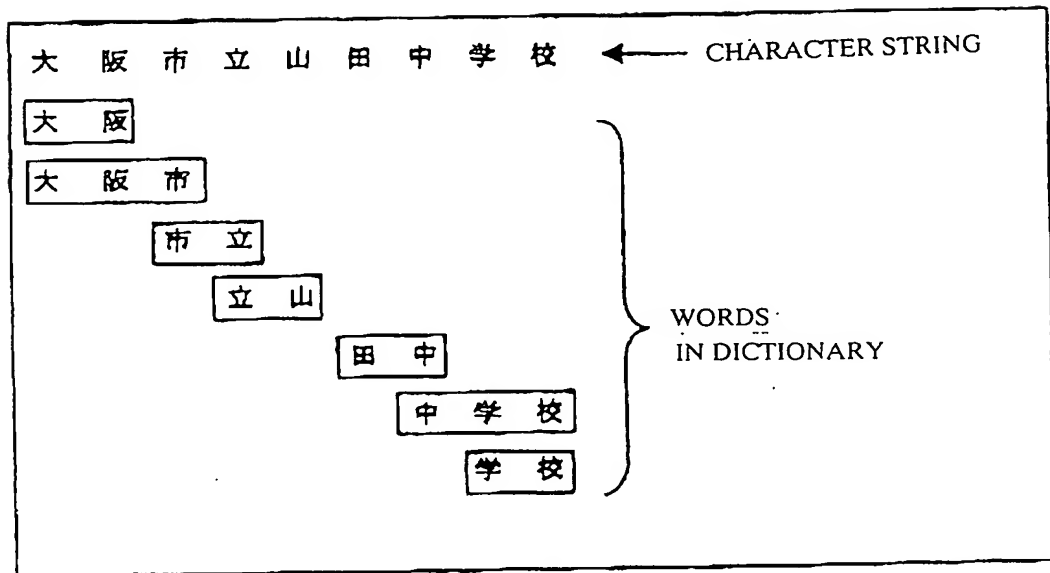 大阪市立山田中学校 CHARACTER STRING
大阪
大阪市
市立
立山
WORDS
田中
IN DICTIONARY
中学校
学校